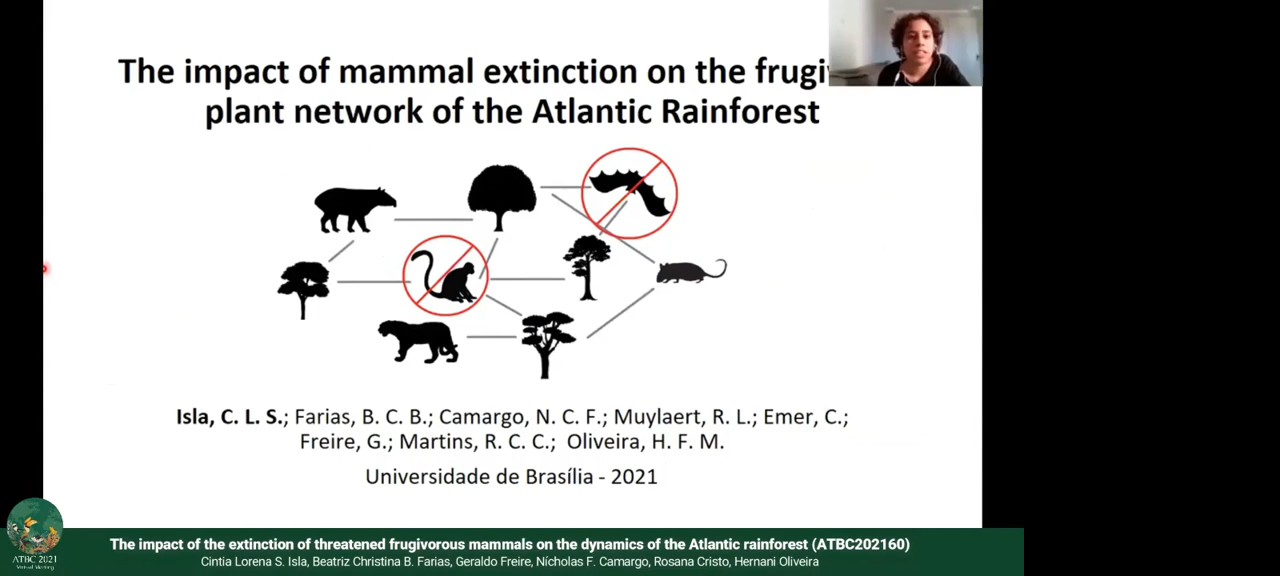 The impact of mammal extinction on the
plant network of the Atlantic Rainforest
Isla, C. L. S.; Farias, B. C. B.; Camargo, N. C. F.; Muylaert, R. L.; Emer, C.;
Freire, G.; Martins, R. C. C.; Oliveira, H. F. M.
Universidade de Brasília - 2021
ATBC 2021
Virtual Meeting
The impact of the extinction of threatened frugivorous mammals on the dynamics of the Atlantic rainforest (ATBC202160)
Cintia Lorena S. Isla, Beatriz Christina B. Farias, Geraldo Freire, Nícholas F. Camargo, Rosana Cristo, Hernani Oliveira